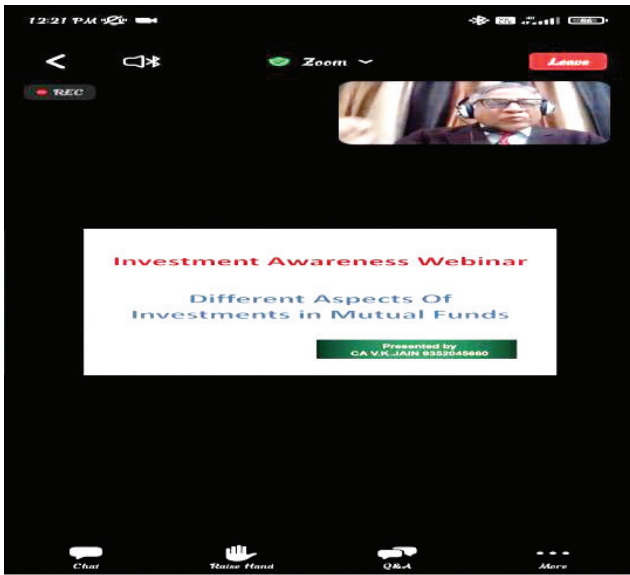 12:21 PM
Zoom
Leave
REC
Investment Awareness Webinar
Different Aspects Of
Investments in Mutual Funds
Presented by
CA V.K.JAIN 9352045660
Chat
Raise Hand
Q&A
More